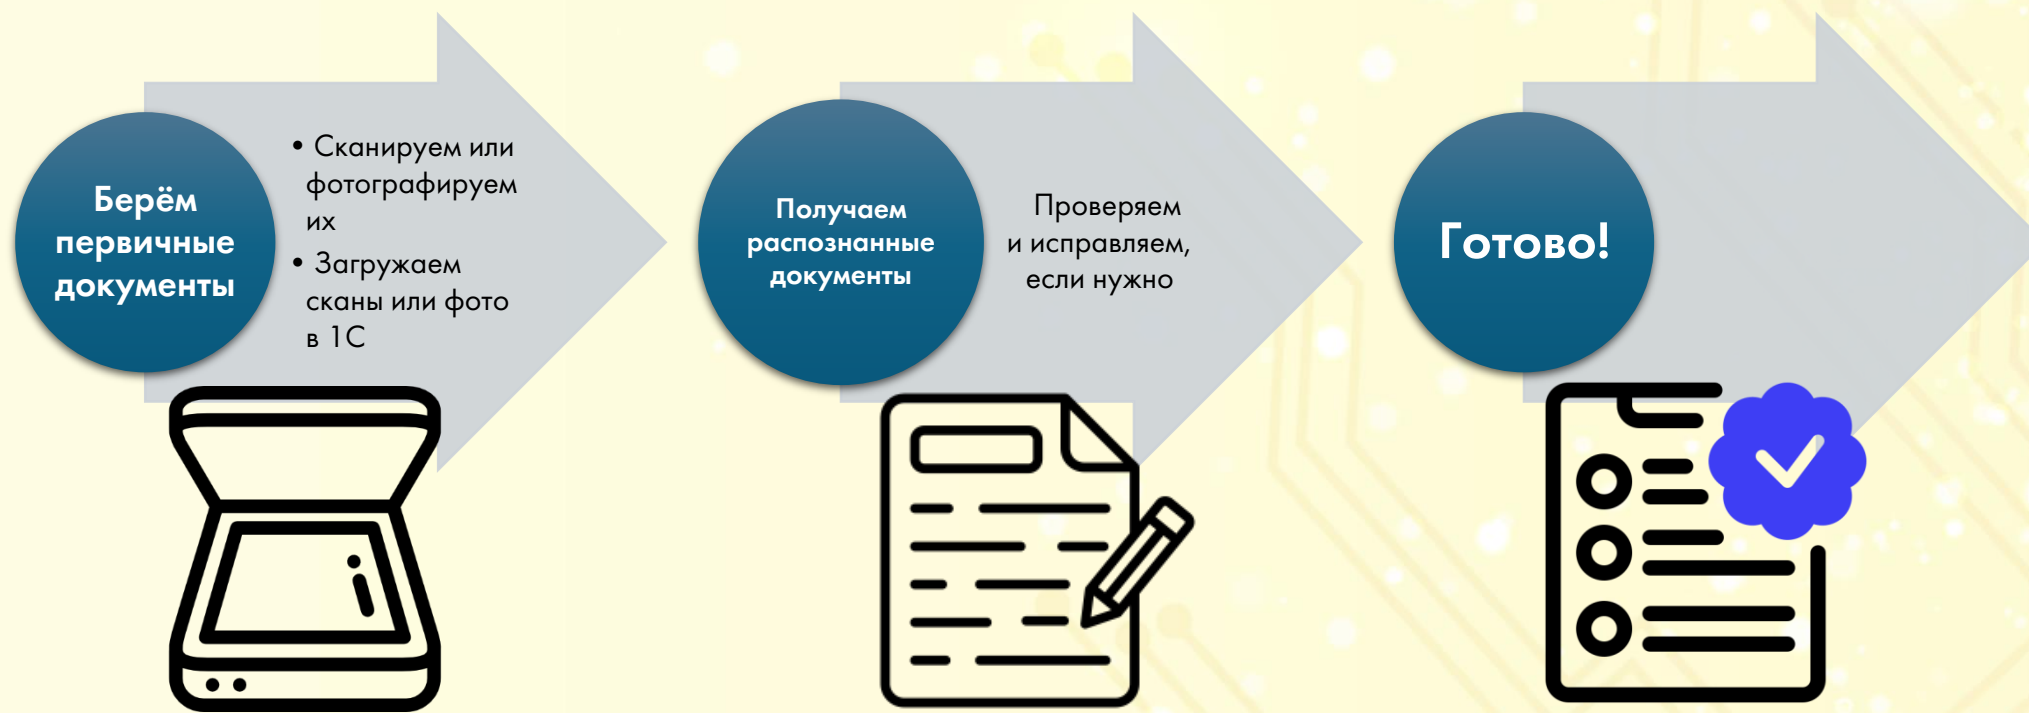 Берём
первичные
документы
• Сканируем или
фотографируем
их
• Загружаем
сканы или фото
в 1С
Получаем
распознанные
документы
Проверяем
и исправляем,
если нужно
Готово!